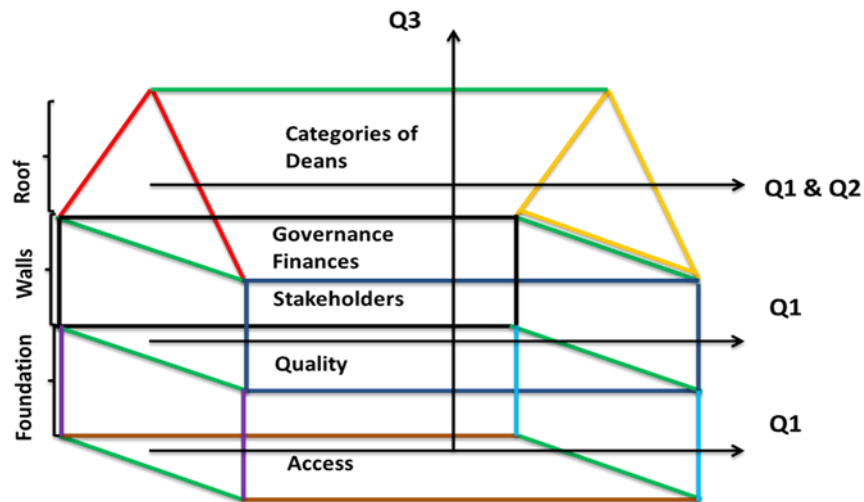 Q3
Categories of
Deans
Roof
Q1 & Q2
Governance
Finances
Walls
Stakeholders
Q1
Quality
Foundation
Q1
Access